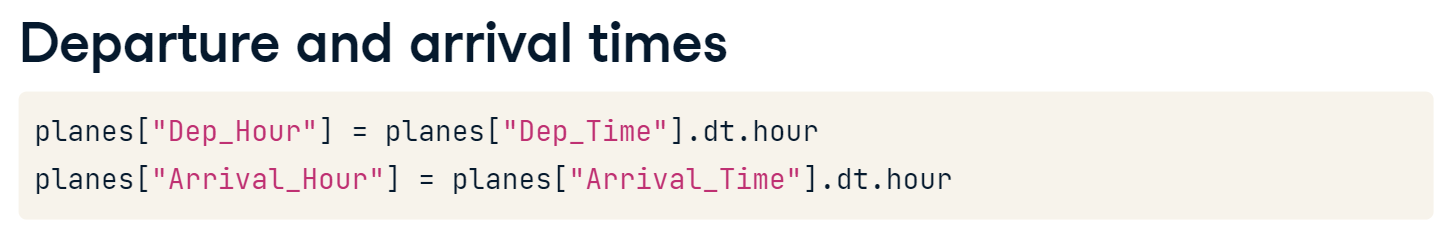 Departure and arrival times
planes["Dep_Hour"] = planes["Dep_Time"].dt.hour
planes["Arrival_Hour"] = planes["Arrival_Time"].dt.hour